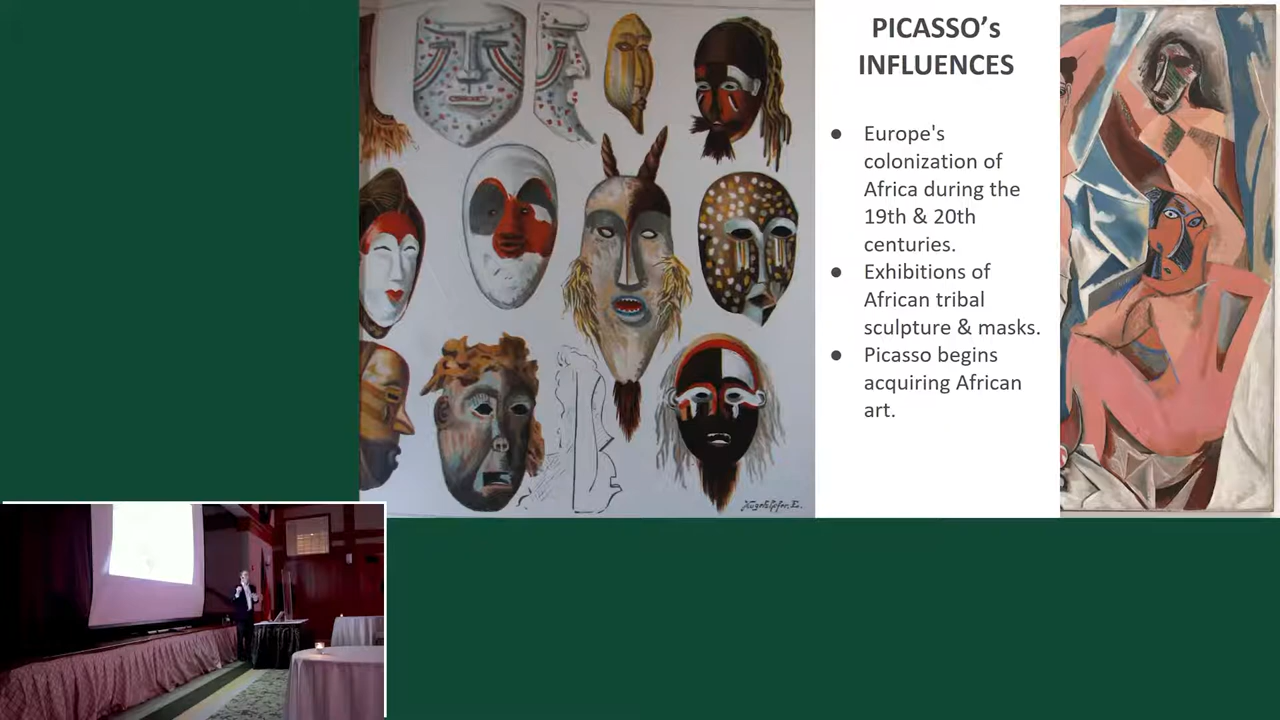 PICASSO's
INFLUENCES
● Europe's
colonization of
Africa during the
19th & 20th
centuries.
● Exhibitions of
African tribal
sculpture & masks.
● Picasso begins
acquiring African
art.